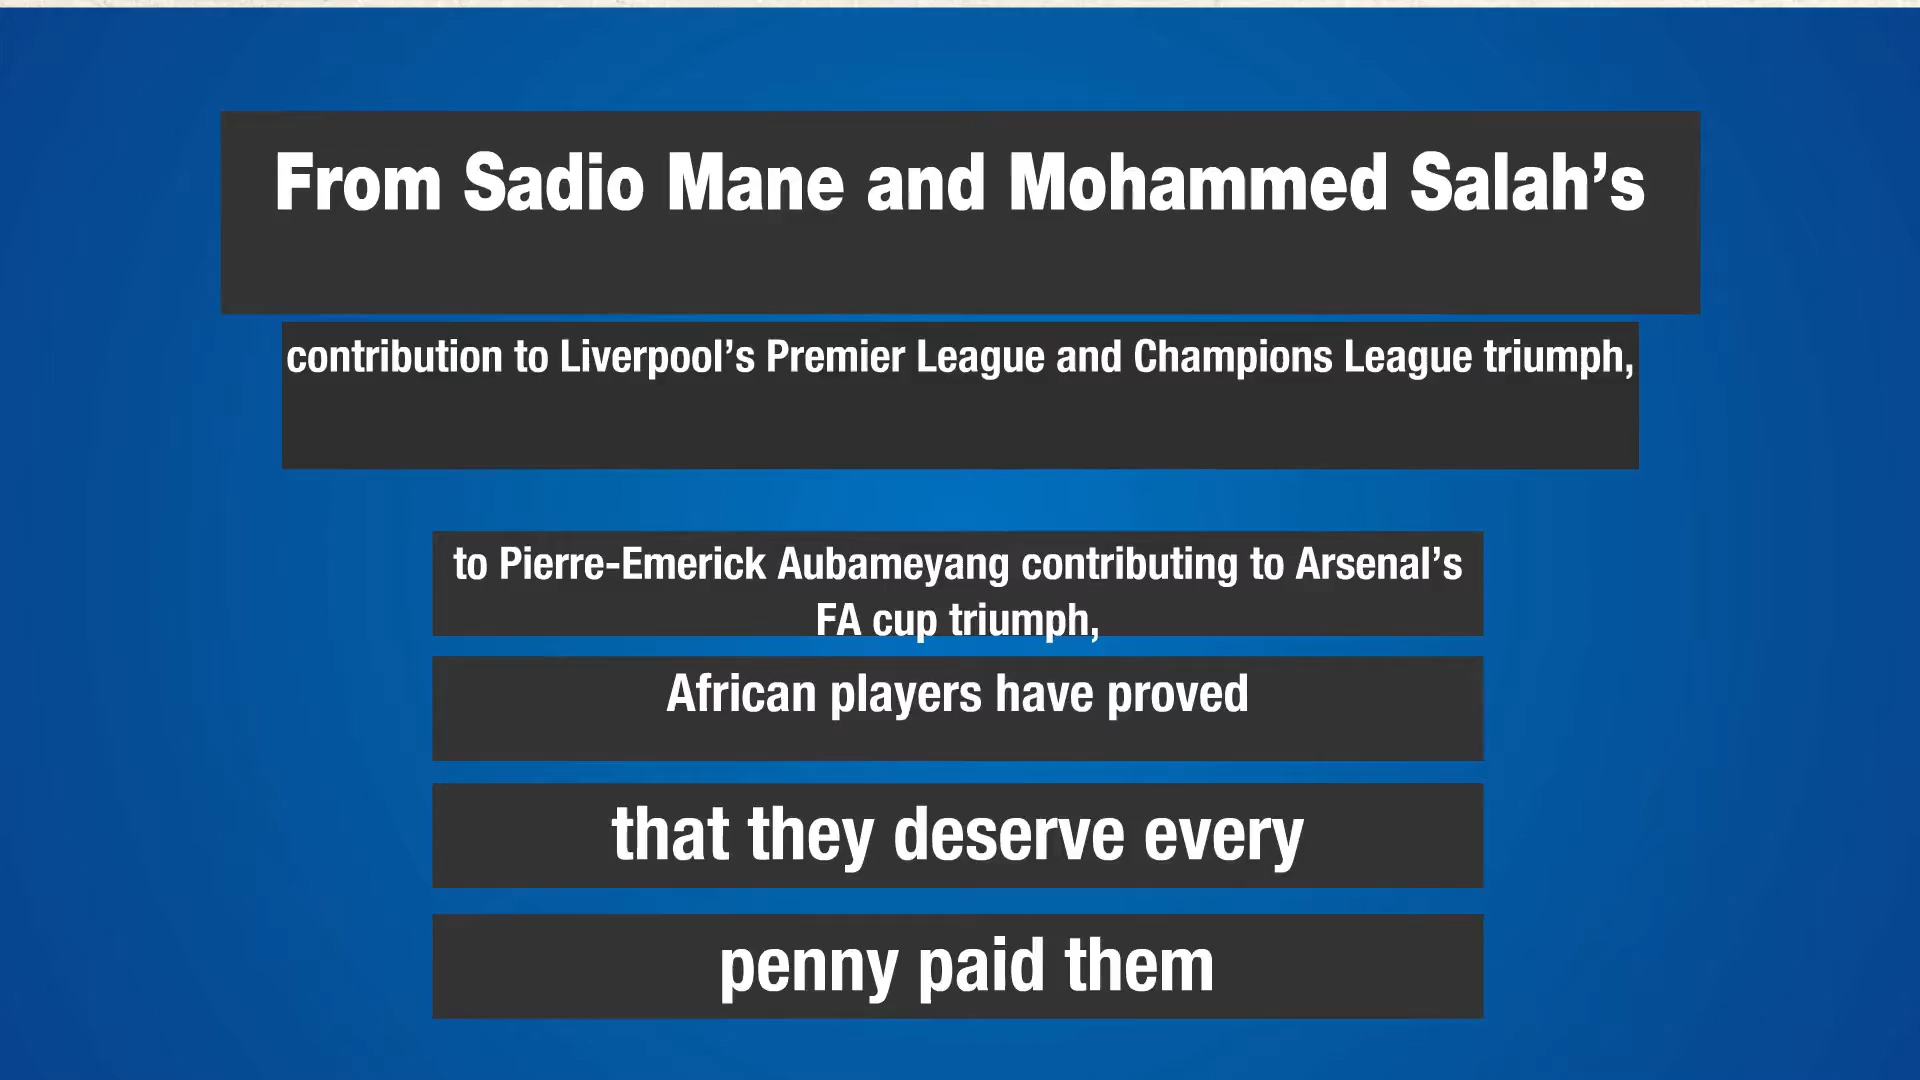 From Sadio Mane and Mohammed Salah’s
contribution to Liverpool’s Premier League and Champions League triumph,
to Pierre-Emerick Aubameyang contributing to Arsenal’s
FA cup triumph,
African players have proved
that they deserve every
penny paid them